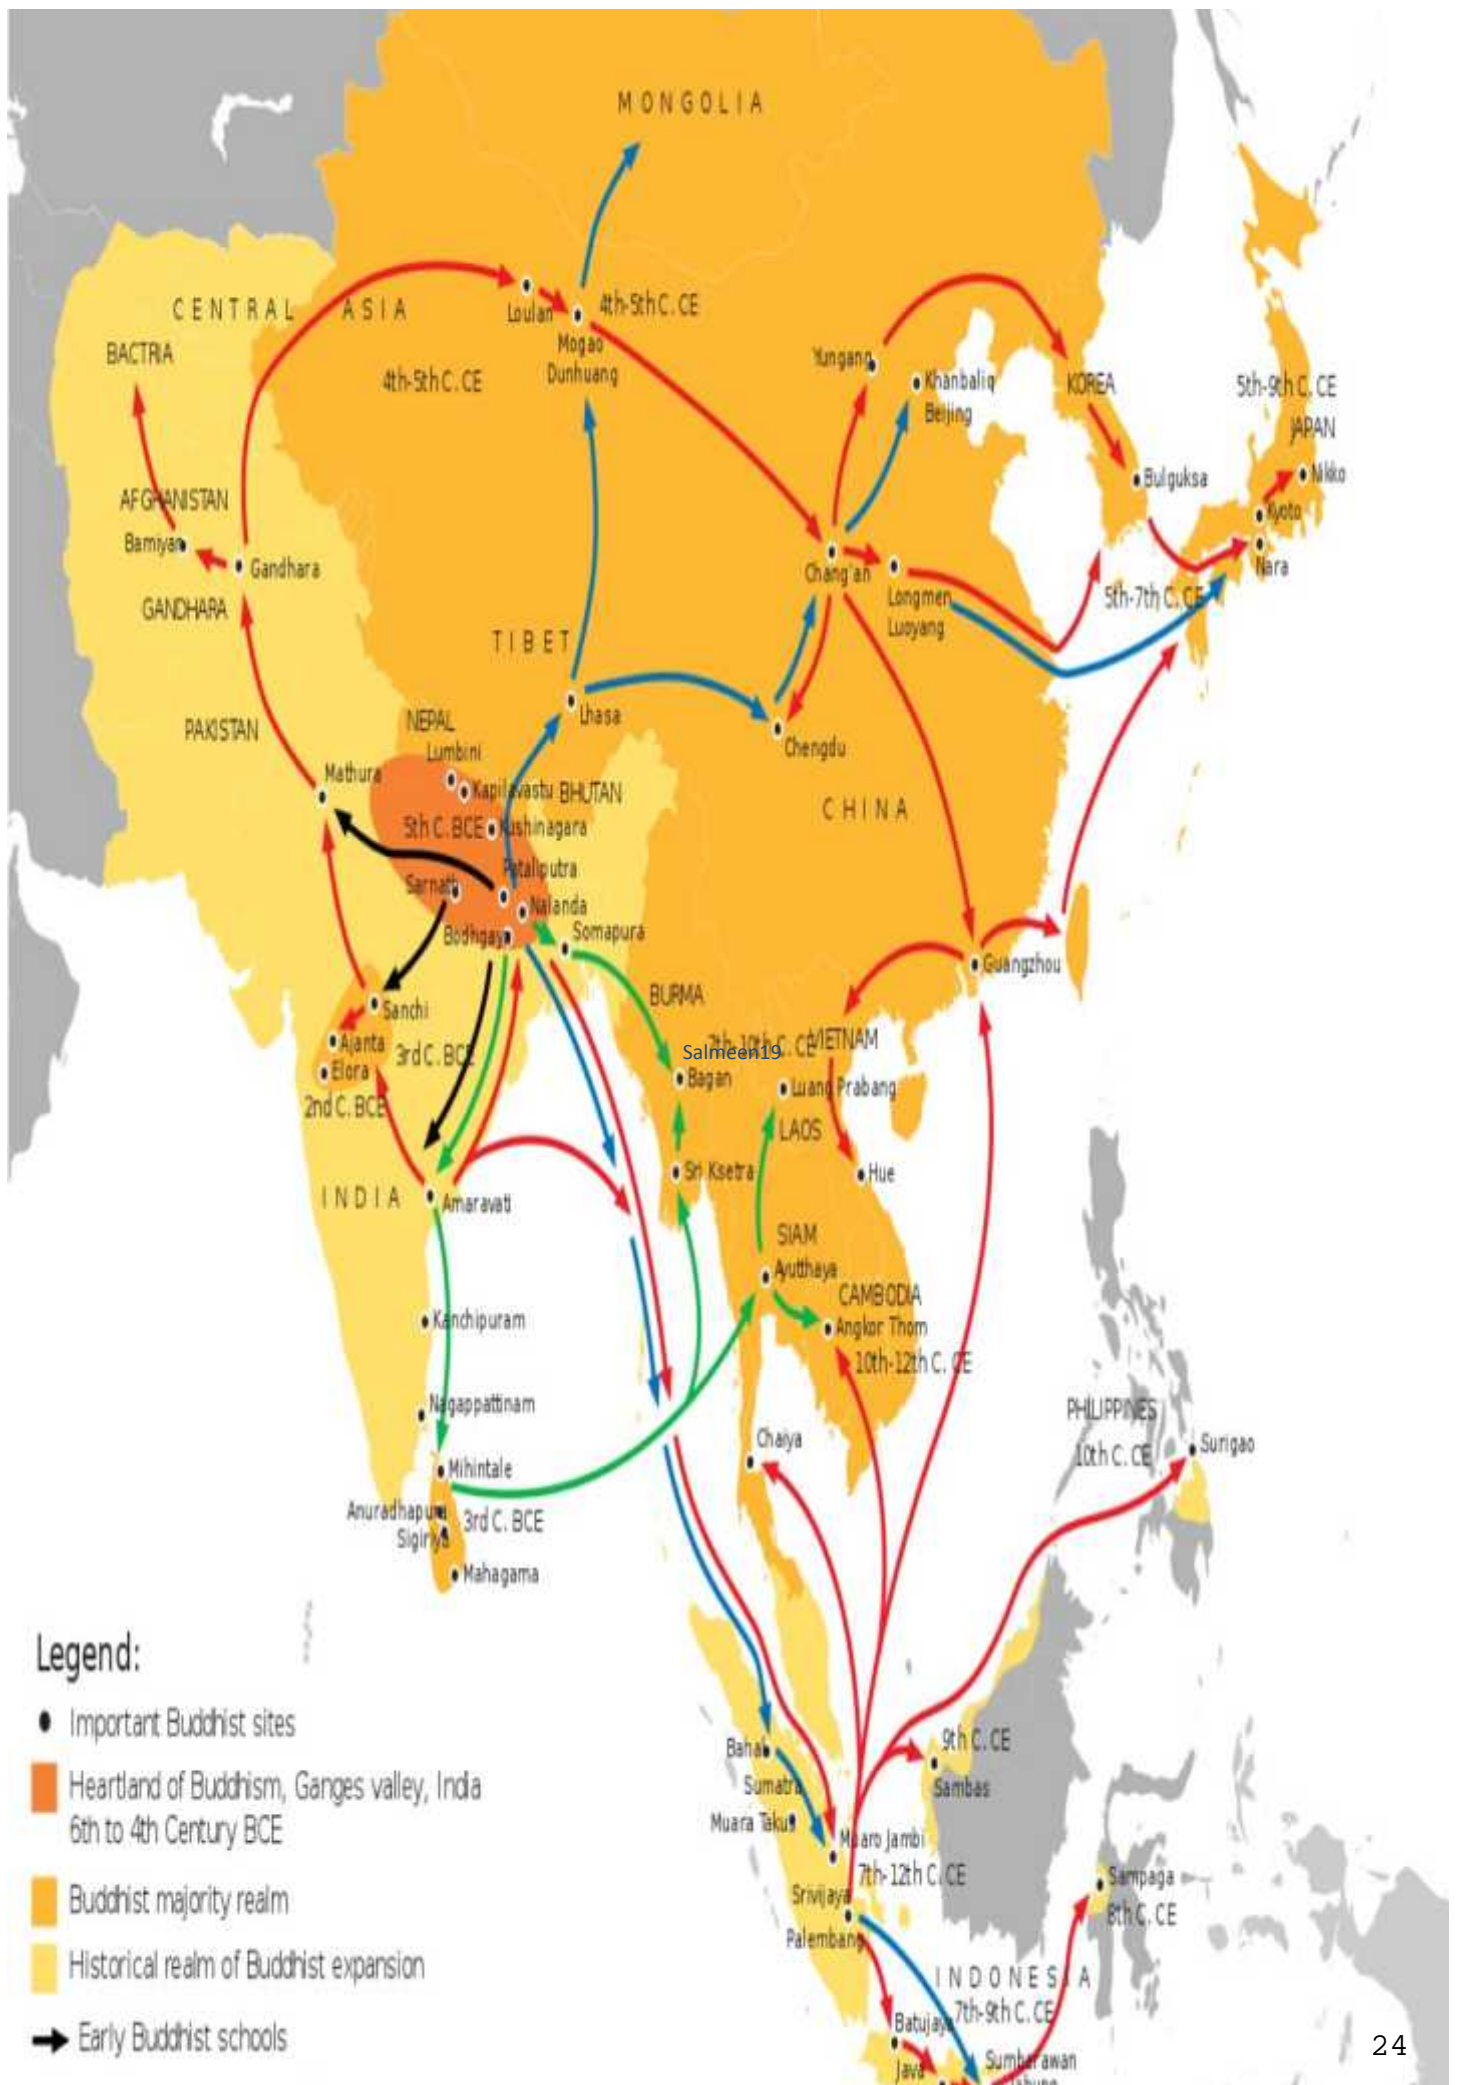 MONGOLIA
CENTRAL ASIA
BACTRIA
Loulan
4th-5th C. CE
Mogao
Dunhuang
4th-5th C. CE
Yungang
Khanbaliq
Beijing
KOREA
5th-9th C. CE
JAPAN
Nikko
Bulguksa
Kyoto
Nara
AFGHANISTAN
Bamiyan
Gandhara
GANDHARA
Chang'an
Longmen
Luoyang
5th-7th C. CE
TIBET
Lhasa
Chengdu
PAKISTAN
NEPAL
Lumbini
Mathura
Kapilavastu
BHUTAN
CHINA
5th C. BCE
Kushinagara
Pataliputra
Sarnath
Nalanda
Bodhgaya
Somapura
Guangzhou
BURMA
Sanchi
Ajanta
Elora
3rd C. BCE
2nd C. BCE
7th-10th C. CE
VIETNAM
Salmeen19
Bagan
Luang Prabang
LAOS
Sri Ksetra
Hue
INDIA
Amaravati
SIAM
Ayutthaya
CAMBODIA
Angkor Thom
10th-12th C. CE
Kanchipuram
Nagappattinam
PHILIPPINES
10th C. CE
Surigao
Chaiya
Mihintale
Anuradhapura
Sigiriya
3rd C. BCE
Mahagama
Legend:
Important Buddhist sites
Heartland of Buddhism, Ganges valley, India
6th to 4th Century BCE
Buddhist majority realm
Historical realm of Buddhist expansion
Early Buddhist schools
Bahal
Sumatra
Muara Takus
9th C. CE
Sambas
Muaro Jambi
7th-12th C. CE
Srivijaya
Palembang
Sampaga
8th C. CE
INDONESIA
7th-9th C. CE
Batujaya
Java
Sumberawan
24